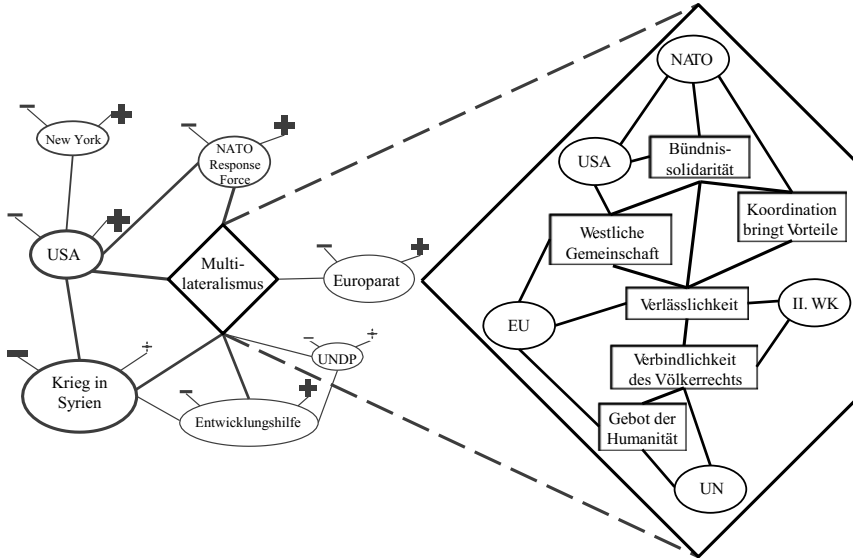 New York
NATO
Response
Force
USA
Multi-
lateralismus
Europarat
UNDP
Krieg in
Syrien
Entwicklungshilfe
NATO
USA
Bündnis-
solidarität
Westliche
Gemeinschaft
Koordination
bringt Vorteile
EU
Verlässlichkeit
II. WK
Verbindlichkeit
des Völkerrechts
Gebot der
Humanität
UN